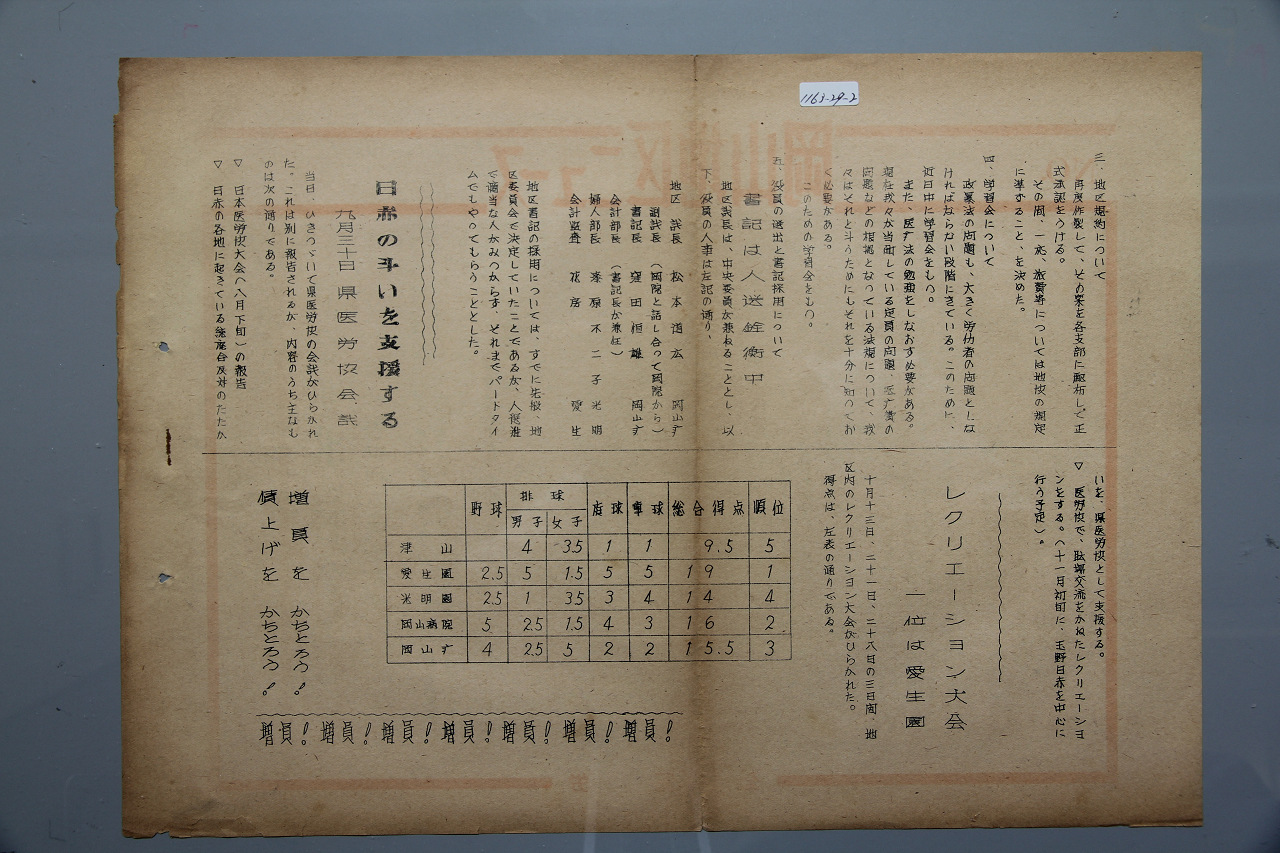 1163-29-2
三、地区規約について
再度作製して、その案を各支部に配布して正
式承認をうける。
その間、一応、旅費等については地協の規定
に準ずること、を決めた。
四、学習会について
政暴法の問題も、大きく労仂者の問題としな
ければならない段階にきている。このために、
近日中に学習会をもつ。
また、医疗法の勉強をしなおす必要がある。
現在我々が当面している定員の問題、医疗費の
問題などの根拠となっている法規について、我
々はそれと斗うためにもそれを十分に知ってお
く必要がある。
このための学習会をもつ。
五、役員の選出と書記採用について
書記は人送銓衡中
地区議長は、中央委員が兼ねることとし、以
下、役員の人事は左記の通り、
地区 議長 松本道広 岡山疗
副議長 (岡院と話し合って岡院から)
書記長 窪田恒雄 岡山疗
会計部長 (書記長が兼任)
婦人部長 峯原不二子 光明
会計監査 花房 愛生
地区書記の採用については、すでに先般、地
区委員会で決定していたことであるが、人選進
で適当な人がみつからず、それまでパートタイ
ムでしやってもらうこととした。
日赤の斗いを支援する
九月三十日県医労協会議
当日、ひきつゞいて県医労協の会議がひらかれ
た。これは別に報告されるが、内容のうち主なも
のは次の通りである。
▽ 日本医労協大会(八月下旬)の報告
▽ 日赤の各地に起きている組合反対のたたか
いを、県医労協として支援する。
▽ 医労協で、職場交流をかねたレクリエーショ
ンをする。(十一月初旬に、玉野日赤を中心に
行う予定)。
レクリエーション大会
一位は愛生園
十月十三日、二十一日、二十八日の三日間、地
区内のレクリエーション大会がひらかれた。
得点は、左表の通りである。
野球 排球 男子 女子 庭球 卓球 総合得点 順位
津山 4 3.5 1 1 9.5 5
愛生園 2.5 5 1.5 5 5 19 1
光明園 2.5 1 3.5 3 4 14 4
岡山病院 5 2.5 1.5 4 3 16 2
岡山疗 4 2.5 5 2 2 15.5 3
増員を かちとろう!
賃上げを かちとろう!
増員! 増員! 増員! 増員! 増員! 増員! 増員!